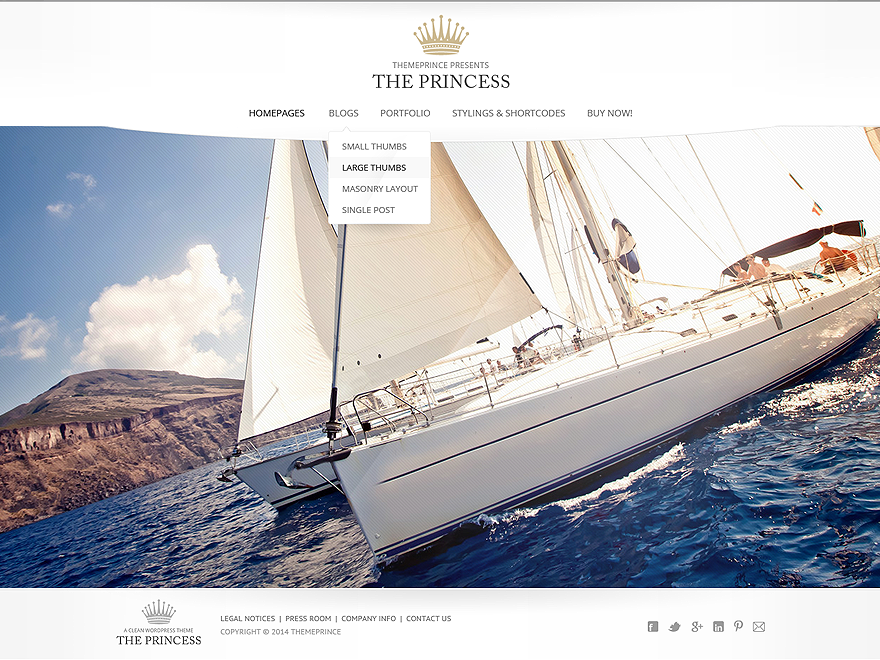 THEMEPRINCE PRESENTS
THE PRINCESS
HOMEPAGES BLOGS PORTFOLIO STYLINGS & SHORTCODES BUY NOW!
SMALL THUMBS
LARGE THUMBS
MASONRY LAYOUT
SINGLE POST
A CLEAN WORDPRESS THEME
THE PRINCESS
LEGAL NOTICES | PRESS ROOM | COMPANY INFO | CONTACT US
COPYRIGHT © 2014 THEMEPRINCE